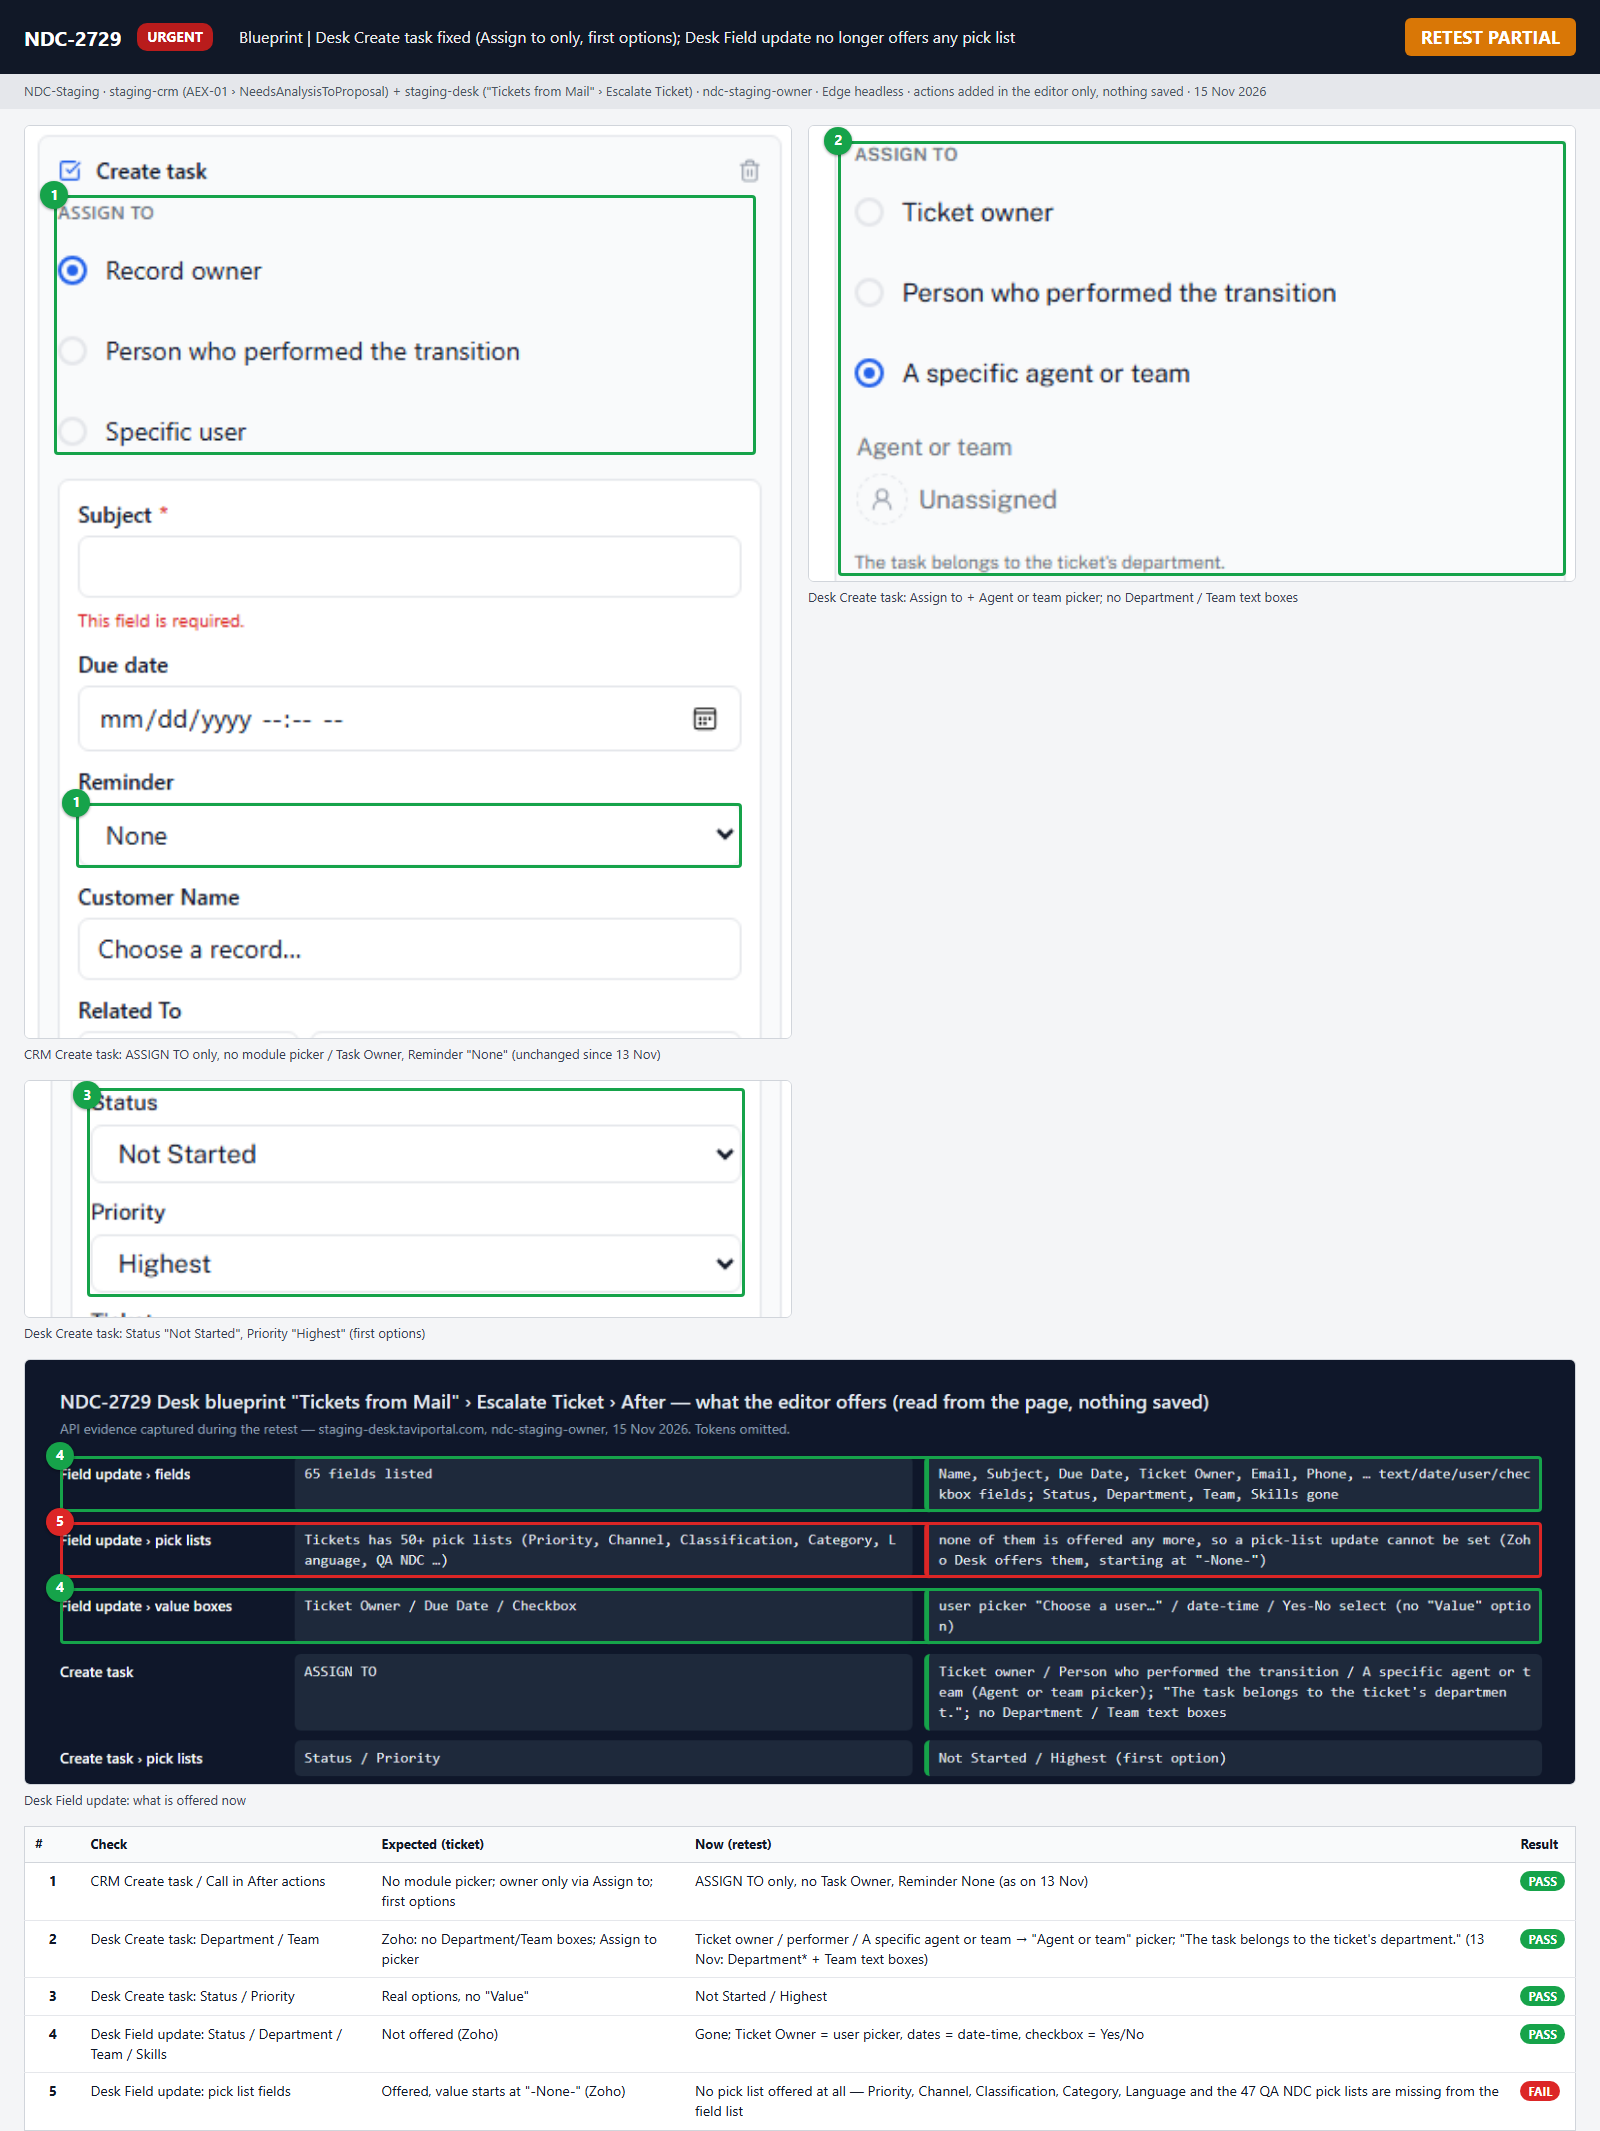 NDC-2729 URGENT Blueprint | Desk Create task fixed (Assign to only, first options); Desk Field update no longer offers any pick list RETEST PARTIAL
NDC-Staging · staging-crm (AEX-01 › NeedsAnalysisToProposal) + staging-desk ("Tickets from Mail" › Escalate Ticket) · ndc-staging-owner · Edge headless · actions added in the editor only, nothing saved · 15 Nov 2026
Create task
1
ASSIGN TO
Record owner
Person who performed the transition
Specific user
Subject *
This field is required.
Due date
mm/dd/yyyy --:-- --
Reminder
1
None
Customer Name
Choose a record...
Related To
CRM Create task: ASSIGN TO only, no module picker / Task Owner, Reminder "None" (unchanged since 13 Nov)
2
ASSIGN TO
Ticket owner
Person who performed the transition
A specific agent or team
Agent or team
Unassigned
The task belongs to the ticket's department.
Desk Create task: Assign to + Agent or team picker; no Department / Team text boxes
3
Status
Not Started
Priority
Highest
Desk Create task: Status "Not Started", Priority "Highest" (first options)
NDC-2729 Desk blueprint "Tickets from Mail" › Escalate Ticket › After — what the editor offers (read from the page, nothing saved)
API evidence captured during the retest — staging-desk.taviportal.com, ndc-staging-owner, 15 Nov 2026. Tokens omitted.
4
Field update › fields 65 fields listed Name, Subject, Due Date, Ticket Owner, Email, Phone, … text/date/user/chec
kbox fields; Status, Department, Team, Skills gone
5
Field update › pick lists Tickets has 50+ pick lists (Priority, Channel, Classification, Category, L none of them is offered any more, so a pick-list update cannot be set (Zoh
anguage, QA NDC …) o Desk offers them, starting at "-None-")
4
Field update › value boxes Ticket Owner / Due Date / Checkbox user picker "Choose a user…" / date-time / Yes-No select (no "Value" optio
n)
Create task ASSIGN TO Ticket owner / Person who performed the transition / A specific agent or t
eam (Agent or team picker); "The task belongs to the ticket's departmen
t."; no Department / Team text boxes
Create task › pick lists Status / Priority Not Started / Highest (first option)
Desk Field update: what is offered now
# Check Expected (ticket) Now (retest) Result
1 CRM Create task / Call in After actions No module picker; owner only via Assign to; ASSIGN TO only, no Task Owner, Reminder None (as on 13 Nov) PASS
first options
2 Desk Create task: Department / Team Zoho: no Department/Team boxes; Assign to Ticket owner / performer / A specific agent or team → "Agent or team" picker; "The task belongs to the ticket's department." (13 PASS
picker Nov: Department* + Team text boxes)
3 Desk Create task: Status / Priority Real options, no "Value" Not Started / Highest PASS
4 Desk Field update: Status / Department / Not offered (Zoho) Gone; Ticket Owner = user picker, dates = date-time, checkbox = Yes/No PASS
Team / Skills
5 Desk Field update: pick list fields Offered, value starts at "-None-" (Zoho) No pick list offered at all — Priority, Channel, Classification, Category, Language and the 47 QA NDC pick lists are missing from the FAIL
field list